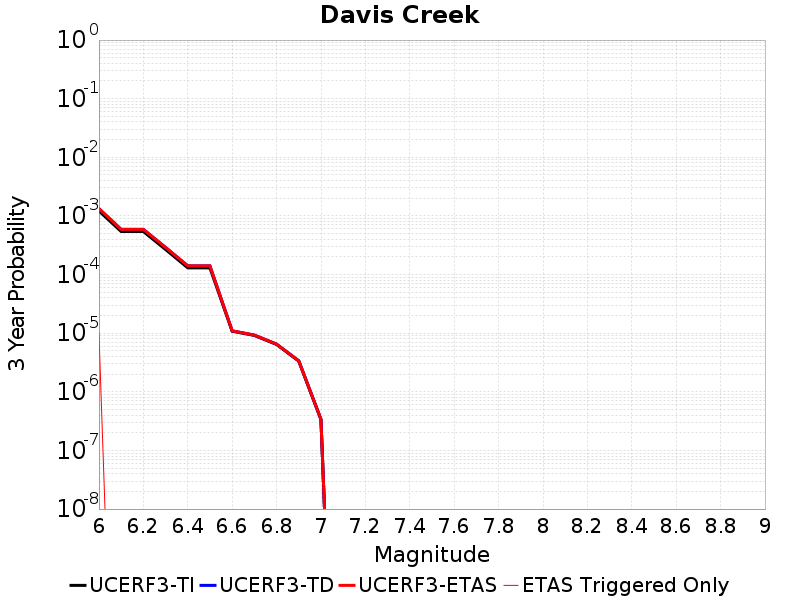 Davis Creek
3 Year Probability
10^0
10^-1
10^-2
10^-3
10^-4
10^-5
10^-6
10^-7
10^-8
6 6.2 6.4 6.6 6.8 7 7.2 7.4 7.6 7.8 8 8.2 8.4 8.6 8.8 9
Magnitude
UCERF3-TI UCERF3-TD UCERF3-ETAS ETAS Triggered Only